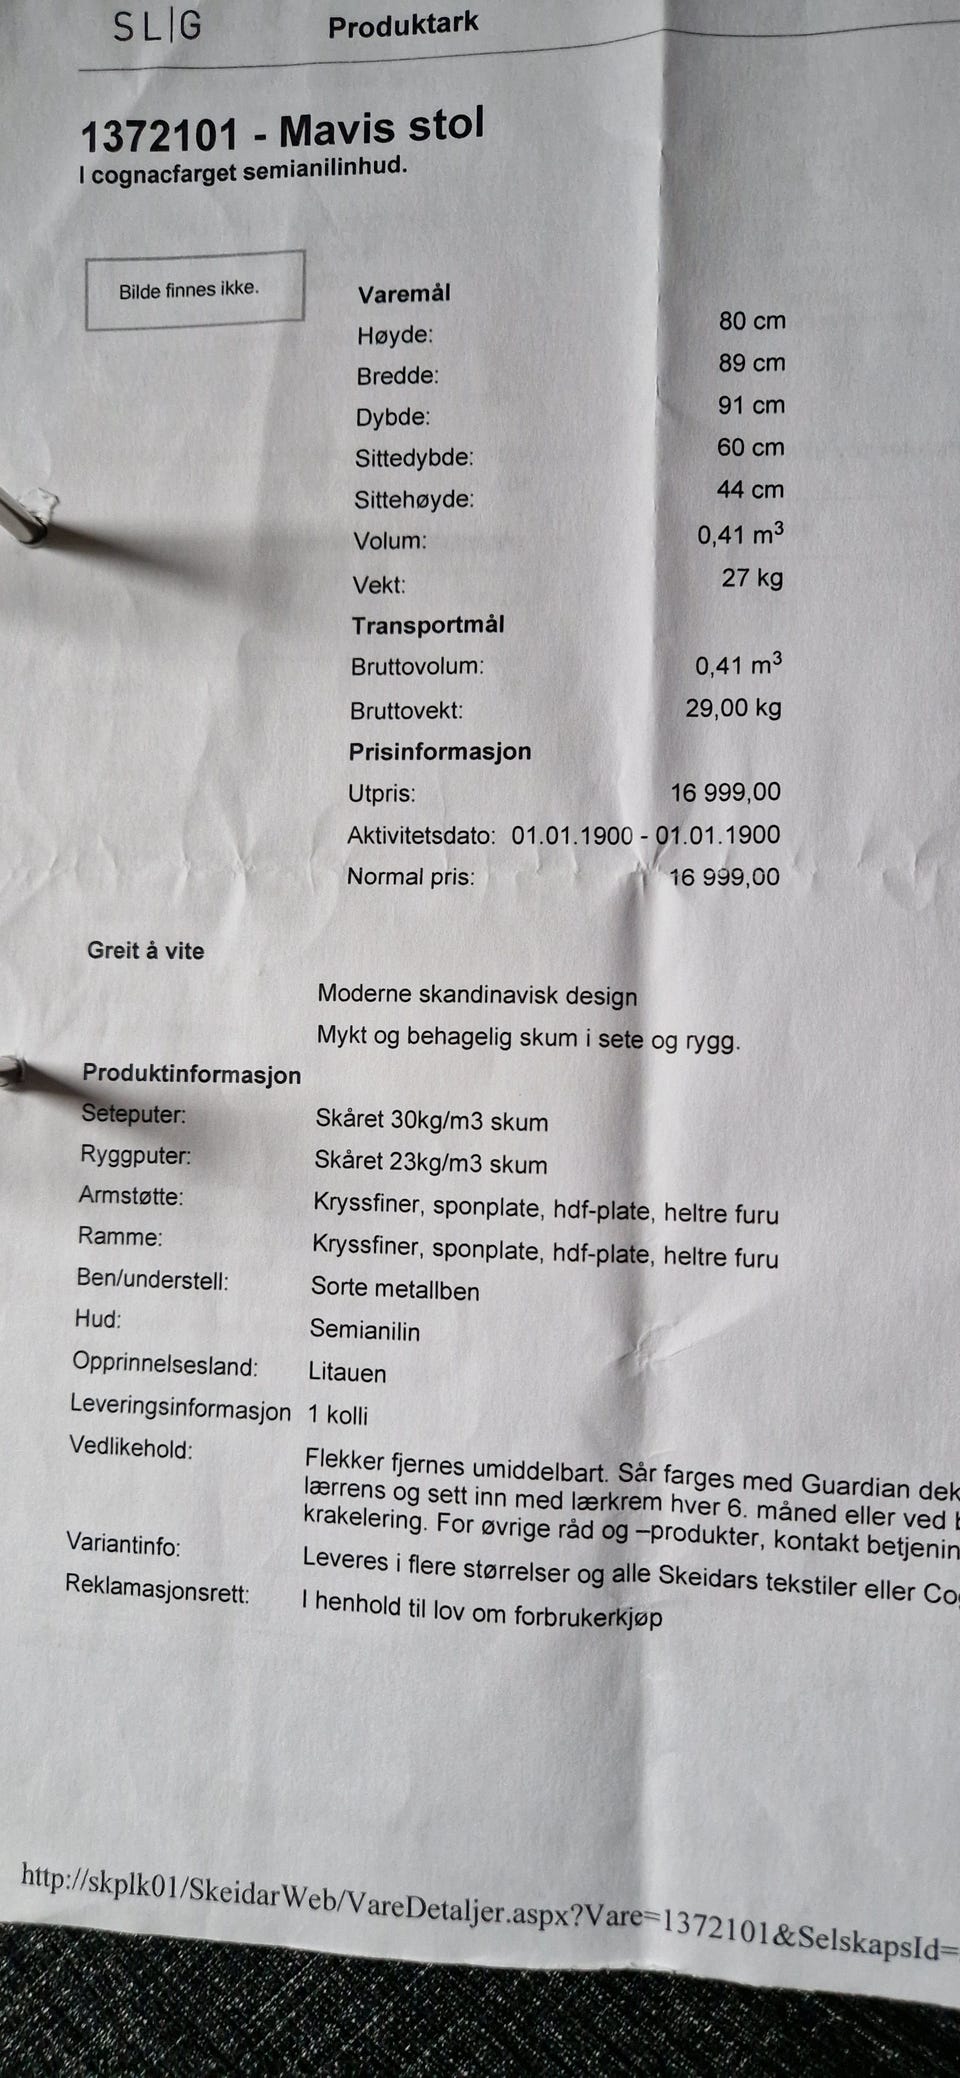 SL|G Produktark
1372101 - Mavis stol
I cognacfarget semianilinhud.
Bilde finnes ikke.
Varemål
Høyde: 80 cm
Bredde: 89 cm
Dybde: 91 cm
Sittedybde: 60 cm
Sittehøyde: 44 cm
Volum: 0,41 m³
Vekt: 27 kg
Transportmål
Bruttovolum: 0,41 m³
Bruttovekt: 29,00 kg
Prisinformasjon
Utpris: 16 999,00
Aktivitetsdato: 01.01.1900 - 01.01.1900
Normal pris: 16 999,00
Greit å vite
Moderne skandinavisk design
Mykt og behagelig skum i sete og rygg.
Produktinformasjon
Seteputer: Skåret 30kg/m3 skum
Ryggputer: Skåret 23kg/m3 skum
Armstøtte: Kryssfiner, sponplate, hdf-plate, heltre furu
Ramme: Kryssfiner, sponplate, hdf-plate, heltre furu
Ben/understell: Sorte metallben
Hud: Semianilin
Opprinnelsesland: Litauen
Leveringsinformasjon 1 kolli
Vedlikehold: Flekker fjernes umiddelbart. Sår farges med Guardian dek
lærrens og sett inn med lærkrem hver 6. måned eller ved
krakelering. For øvrige råd og –produkter, kontakt betjenin
Variantinfo: Leveres i flere størrelser og alle Skeidars tekstiler eller Co
Reklamasjonsrett: I henhold til lov om forbrukerkjøp
http://skplk01/SkeidarWeb/VareDetaljer.aspx?Vare=1372101&SelskapsId=